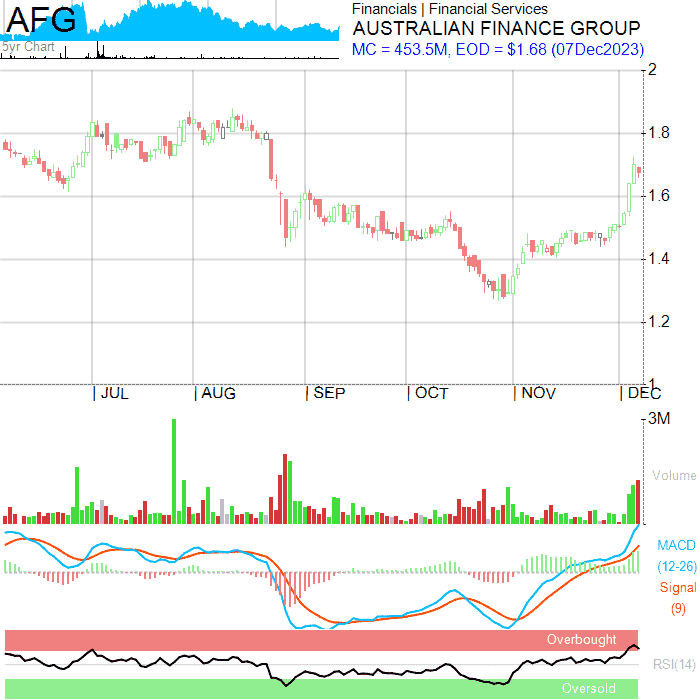 AFG
Financials | Financial Services
AUSTRALIAN FINANCE GROUP
MC = 453.5M, EOD = $1.68 (07Dec2023)
5yr Chart
2
1.8
1.6
1.4
1.2
1
JUL
AUG
SEP
OCT
NOV
DEC
3M
Volume
MACD
(12-26)
Signal
(9)
Overbought
RSI(14)
Oversold